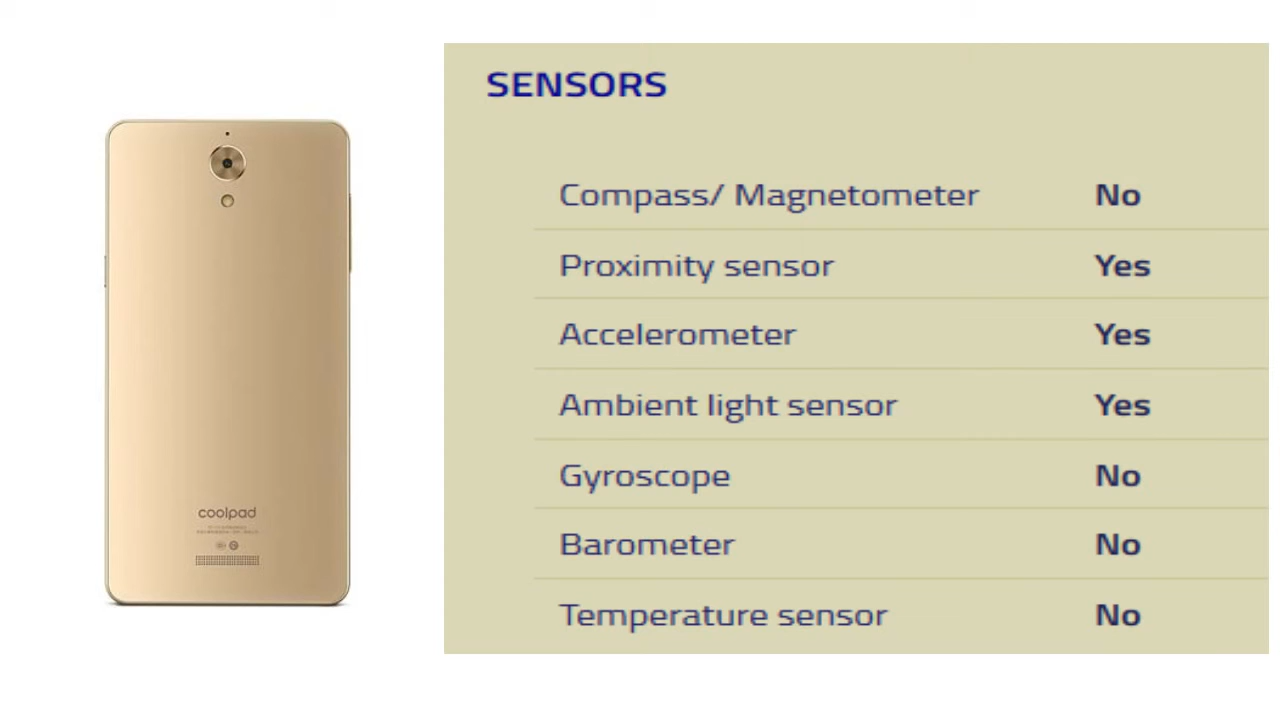 SENSORS
Compass/ Magnetometer No
Proximity sensor Yes
Accelerometer Yes
Ambient light sensor Yes
Gyroscope No
Barometer No
Temperature sensor No
coolpad